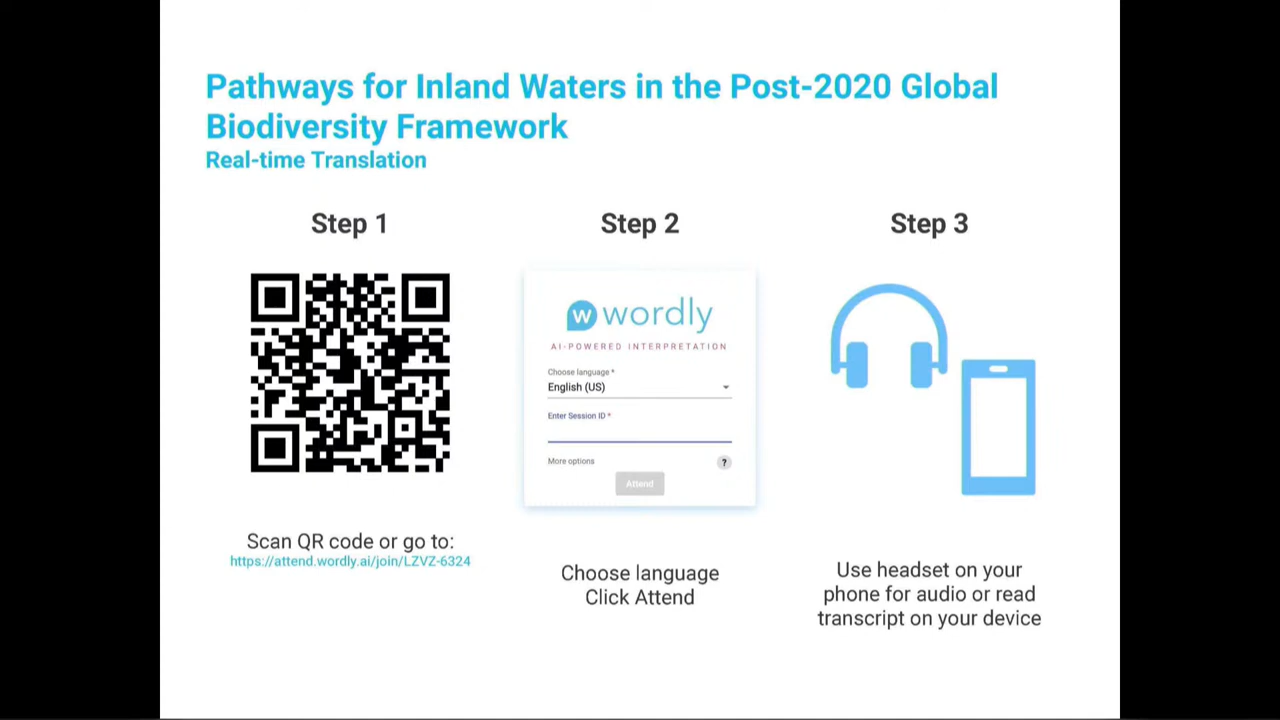 Pathways for Inland Waters in the Post-2020 Global
Biodiversity Framework
Real-time Translation
Step 1
Scan QR code or go to:
https://attend.wordly.ai/join/LZVZ-6324
Step 2
w wordly
AI-POWERED INTERPRETATION
Choose language *
English (US)
Enter Session ID *
More options
?
Attend
Choose language
Click Attend
Step 3
Use headset on your
phone for audio or read
transcript on your device